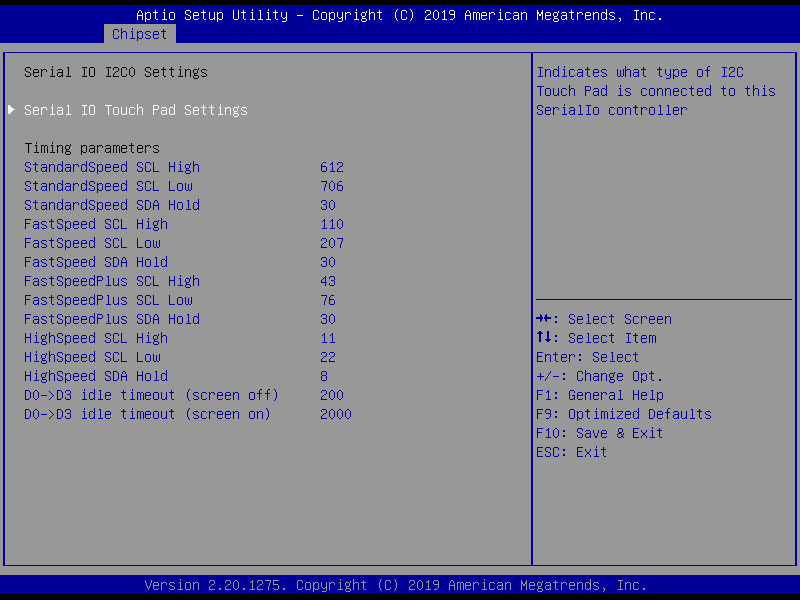 Aptio Setup Utility – Copyright (C) 2019 American Megatrends, Inc.
Chipset
Serial IO I2C0 Settings
Serial IO Touch Pad Settings
Timing parameters
StandardSpeed SCL High 612
StandardSpeed SCL Low 706
StandardSpeed SDA Hold 30
FastSpeed SCL High 110
FastSpeed SCL Low 207
FastSpeed SDA Hold 30
FastSpeedPlus SCL High 43
FastSpeedPlus SCL Low 76
FastSpeedPlus SDA Hold 30
HighSpeed SCL High 11
HighSpeed SCL Low 22
HighSpeed SDA Hold 8
D0->D3 idle timeout (screen off) 200
D0->D3 idle timeout (screen on) 2000
Indicates what type of I2C
Touch Pad is connected to this
SerialIo controller
→←: Select Screen
↑↓: Select Item
Enter: Select
+/-: Change Opt.
F1: General Help
F9: Optimized Defaults
F10: Save & Exit
ESC: Exit
Version 2.20.1275. Copyright (C) 2019 American Megatrends, Inc.